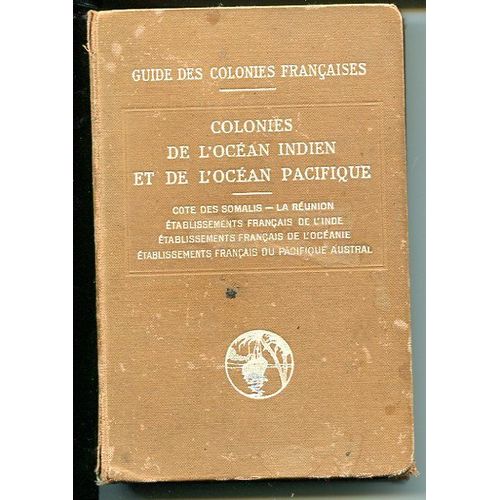 GUIDE DES COLONIES FRANÇAISES
COLONIES
DE L'OCÉAN INDIEN
ET DE L'OCÉAN PACIFIQUE
COTE DES SOMALIS — LA RÉUNION
ÉTABLISSEMENTS FRANÇAIS DE L'INDE
ÉTABLISSEMENTS FRANÇAIS DE L'OCÉANIE
ÉTABLISSEMENTS FRANÇAIS DU PACIFIQUE AUSTRAL